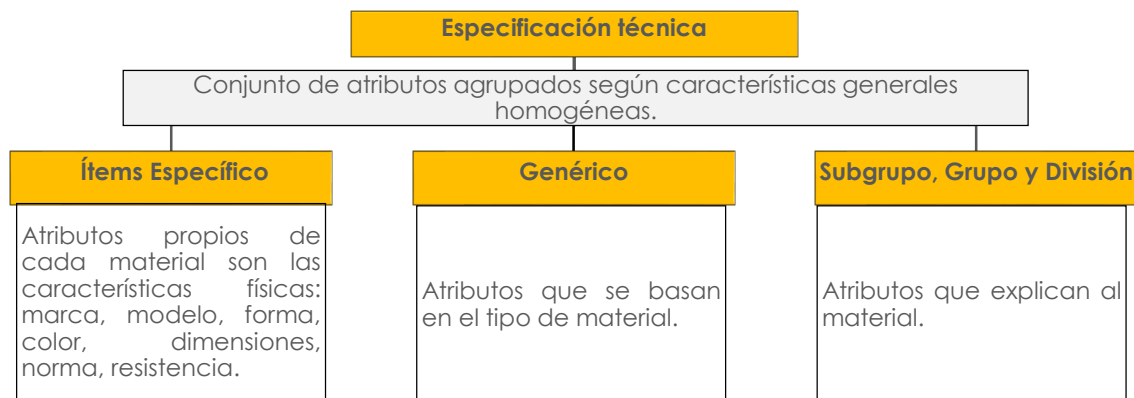 Especificación técnica
Conjunto de atributos agrupados según características generales
homogéneas.
Ítems Específico
Genérico
Subgrupo, Grupo y División
Atributos propios de
cada material son las
características físicas:
marca, modelo, forma,
color, dimensiones,
norma, resistencia.
Atributos que se basan
en el tipo de material.
Atributos que explican al
material.